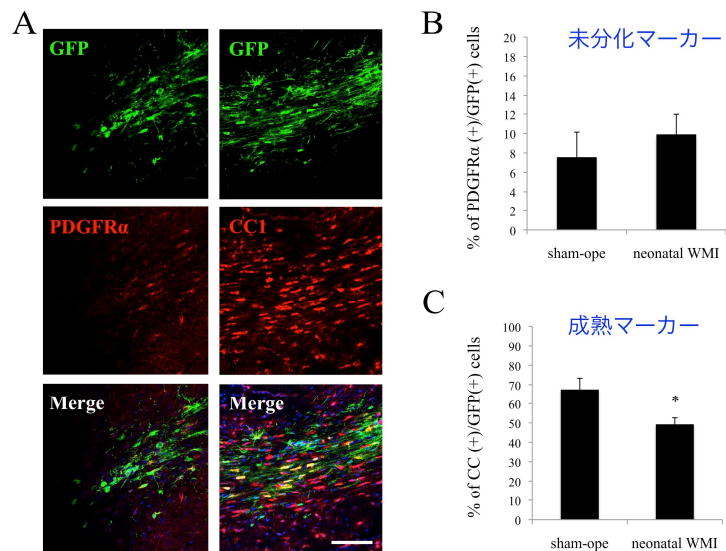 A
GFP
GFP
PDGFRα
CC1
Merge
Merge
B
未分化マーカー
% of PDGFRα (+)/GFP(+) cells
20
18
16
14
12
10
8
6
4
2
0
sham-ope
neonatal WMI
C
成熟マーカー
% of CC (+)/GFP(+) cells
100
90
80
70
60
50
40
30
20
10
0
*
sham-ope
neonatal WMI